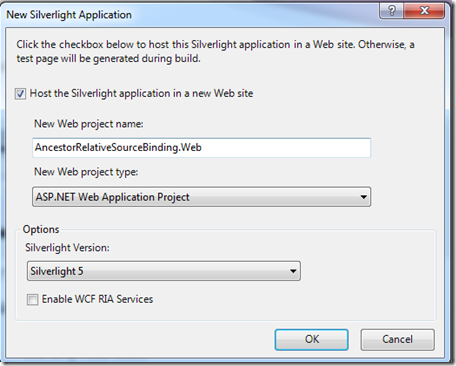 New Silverlight Application
Click the checkbox below to host this Silverlight application in a Web site. Otherwise, a
test page will be generated during build.
Host the Silverlight application in a new Web site
New Web project name:
AncestorRelativeSourceBinding.Web
New Web project type:
ASP.NET Web Application Project
Options
Silverlight Version:
Silverlight 5
Enable WCF RIA Services
OK
Cancel